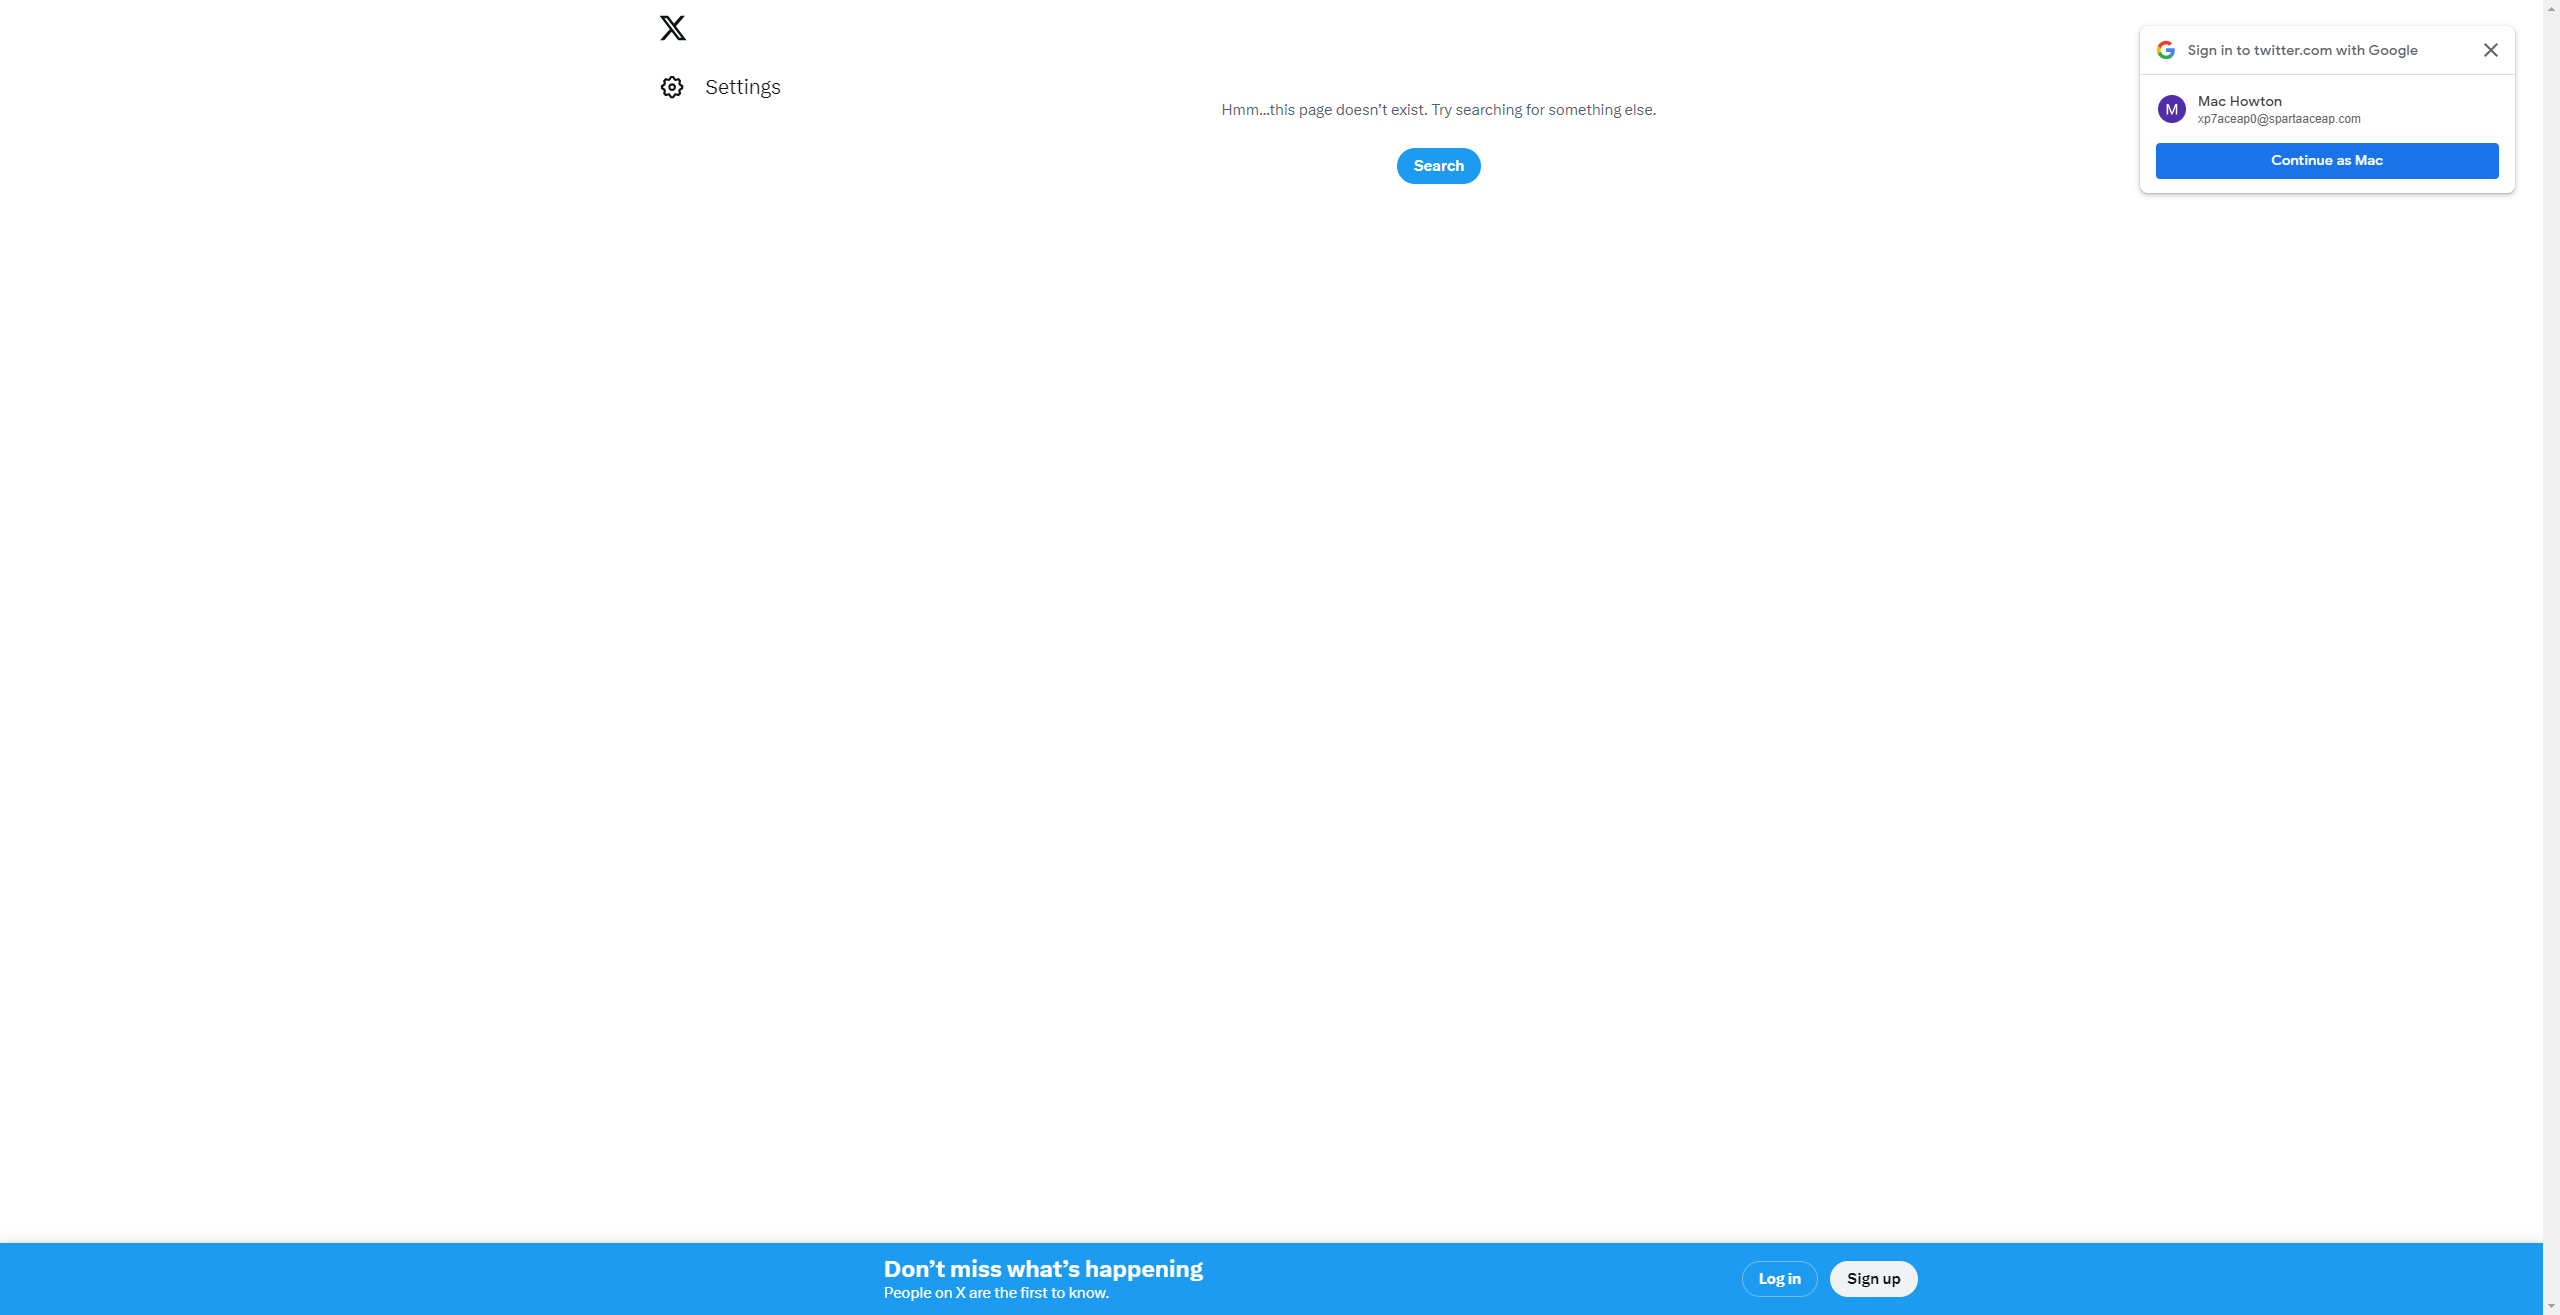 Settings
Hmm...this page doesn’t exist. Try searching for something else.
Search
Sign in to twitter.com with Google
M
Mac Howton
xp7aceap0@spartaaceap.com
Continue as Mac
Don’t miss what’s happening
People on X are the first to know.
Log in
Sign up